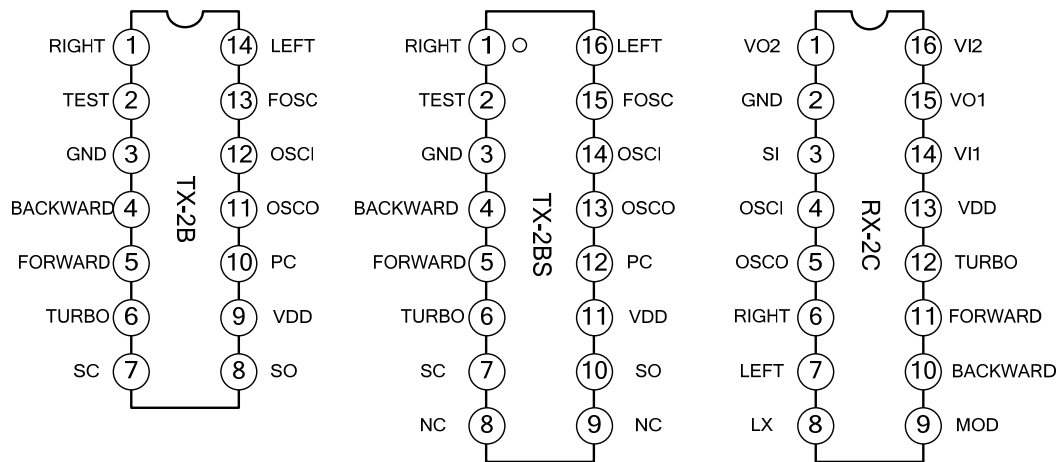 RIGHT 1 14 LEFT
TEST 2 13 FOSC
GND 3 12 OSCI
BACKWARD 4 11 OSCO
FORWARD 5 10 PC
TURBO 6 9 VDD
SC 7 8 SO
TX-2B
RIGHT 1 16 LEFT
TEST 2 15 FOSC
GND 3 14 OSCI
BACKWARD 4 13 OSCO
FORWARD 5 12 PC
TURBO 6 11 VDD
SC 7 10 SO
NC 8 9 NC
TX-2BS
VO2 1 16 VI2
GND 2 15 VO1
SI 3 14 VI1
OSCI 4 13 VDD
OSCO 5 12 TURBO
RIGHT 6 11 FORWARD
LEFT 7 10 BACKWARD
LX 8 9 MOD
RX-2C